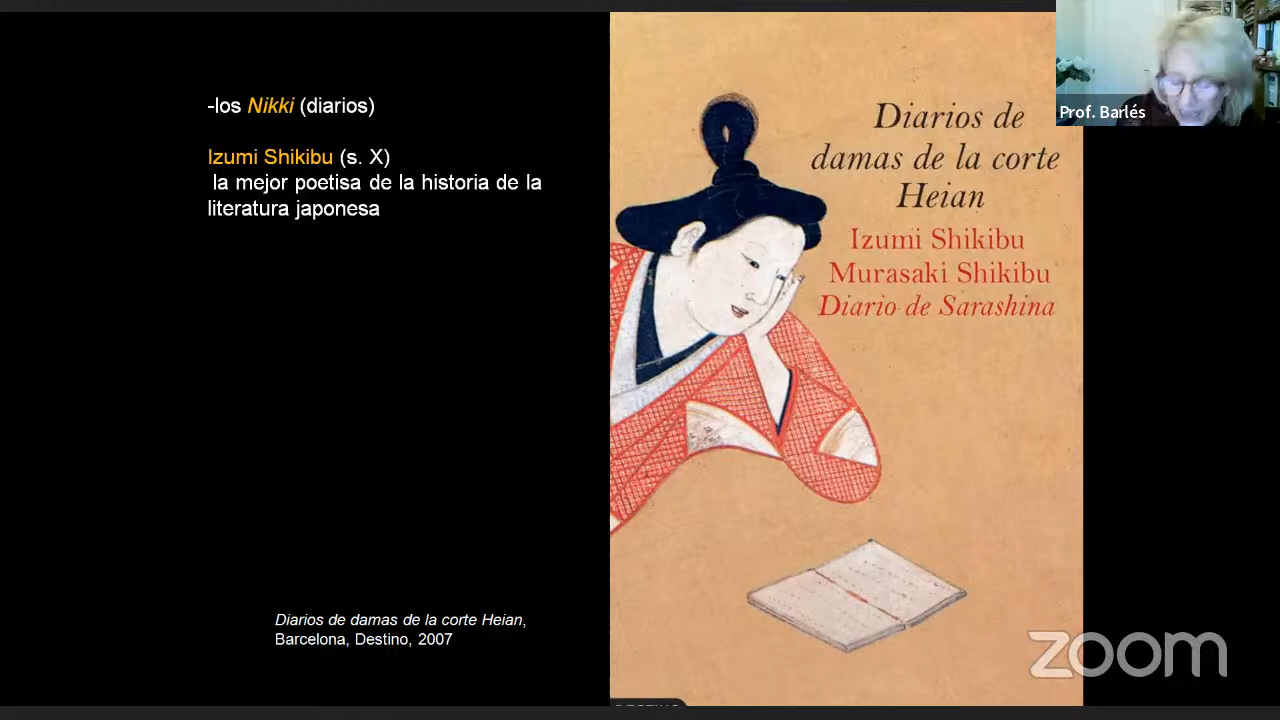 -los Nikki (diarios)
Izumi Shikibu (s. X)
la mejor poetisa de la historia de la
literatura japonesa
Diarios de damas de la corte Heian,
Barcelona, Destino, 2007
Diarios de
damas de la corte
Heian
Izumi Shikibu
Murasaki Shikibu
Diario de Sarashina
Prof. Barlés
zoom